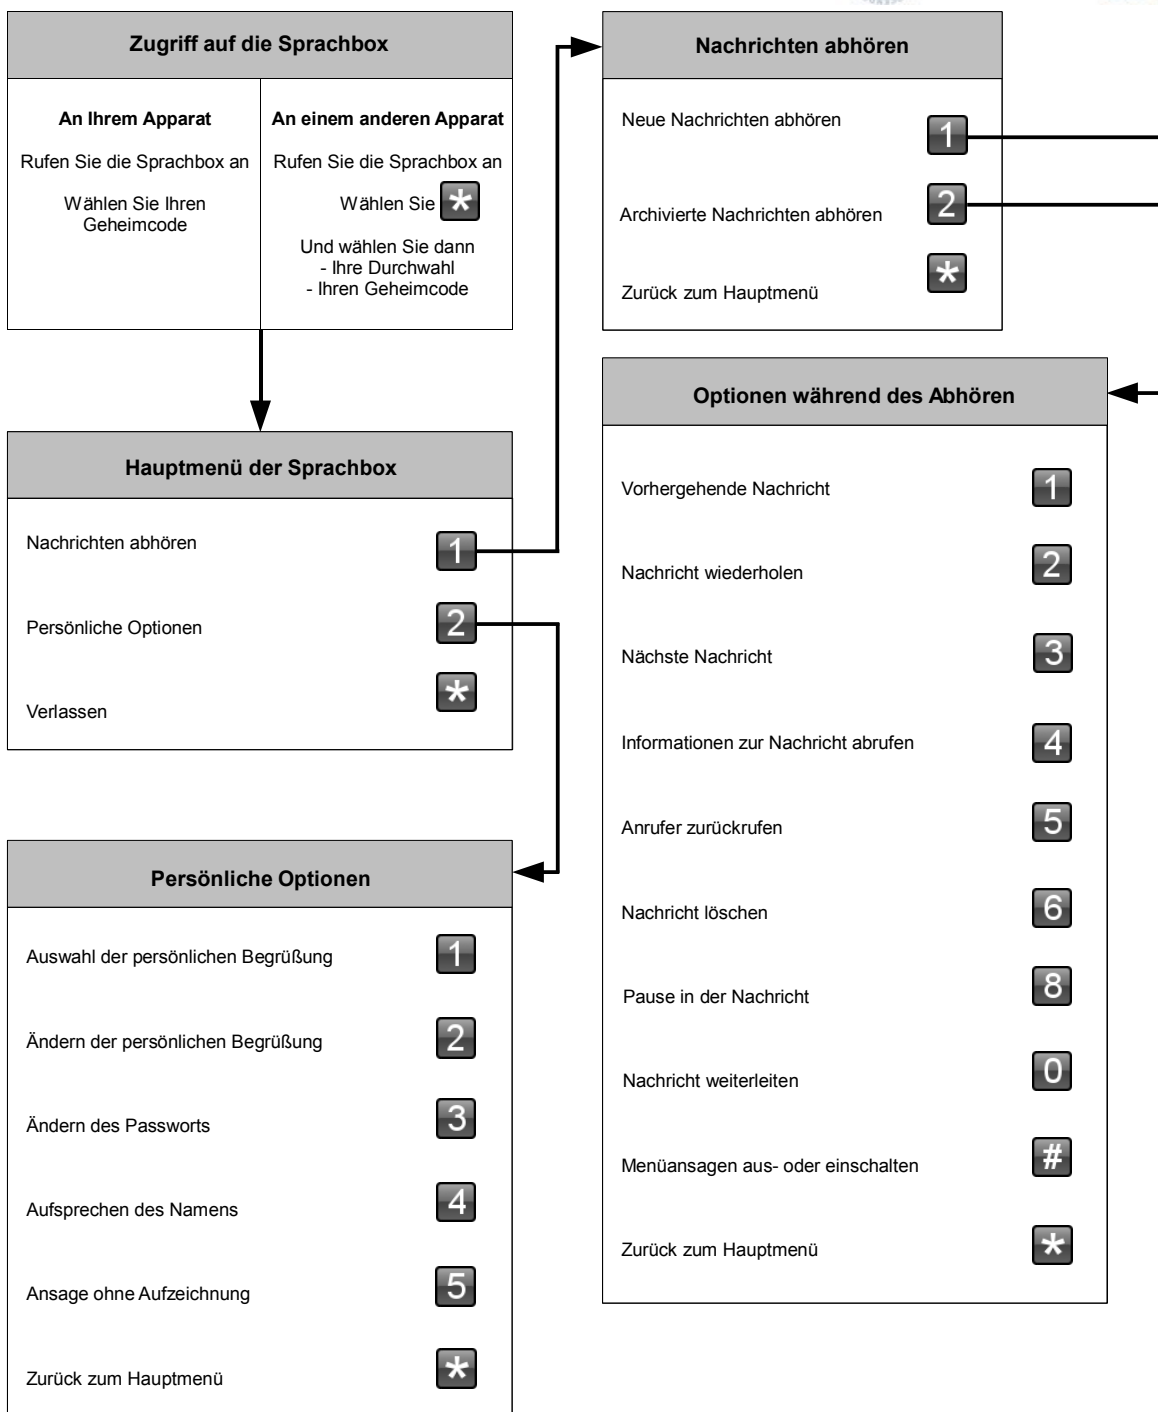 Zugriff auf die Sprachbox
An Ihrem Apparat
Rufen Sie die Sprachbox an
Wählen Sie Ihren
Geheimcode
An einem anderen Apparat
Rufen Sie die Sprachbox an
Wählen Sie *
Und wählen Sie dann
- Ihre Durchwahl
- Ihren Geheimcode
Hauptmenü der Sprachbox
Nachrichten abhören 1
Persönliche Optionen 2
Verlassen *
Persönliche Optionen
Auswahl der persönlichen Begrüßung 1
Ändern der persönlichen Begrüßung 2
Ändern des Passworts 3
Aufsprechen des Namens 4
Ansage ohne Aufzeichnung 5
Zurück zum Hauptmenü *
Nachrichten abhören
Neue Nachrichten abhören 1
Archivierte Nachrichten abhören 2
Zurück zum Hauptmenü *
Optionen während des Abhören
Vorhergehende Nachricht 1
Nachricht wiederholen 2
Nächste Nachricht 3
Informationen zur Nachricht abrufen 4
Anrufer zurückrufen 5
Nachricht löschen 6
Pause in der Nachricht 8
Nachricht weiterleiten 0
Menüansagen aus- oder einschalten #
Zurück zum Hauptmenü *